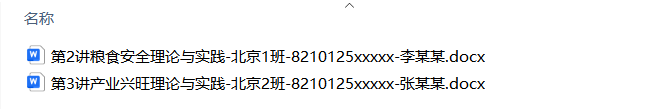 名称
第2讲粮食安全理论与实践-北京1班-8210125xxxxx-李某某.docx
第3讲产业兴旺理论与实践-北京2班-8210125xxxxx-张某某.docx